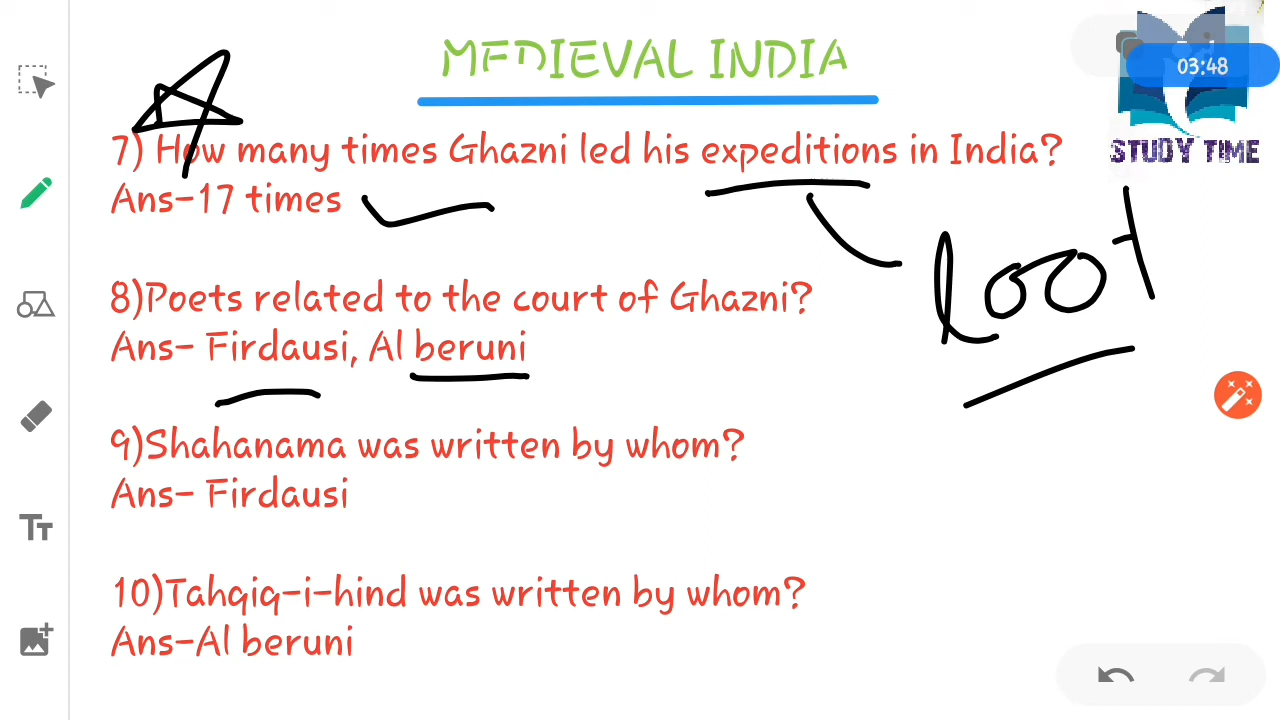 MEDIEVAL INDIA
03:48
STUDY TIME
7) How many times Ghazni led his expeditions in India?
Ans-17 times
loot
8)Poets related to the court of Ghazni?
Ans- Firdausi, Al beruni
9)Shahanama was written by whom?
Ans- Firdausi
Tт
10)Tahqiq-i-hind was written by whom?
Ans-Al beruni